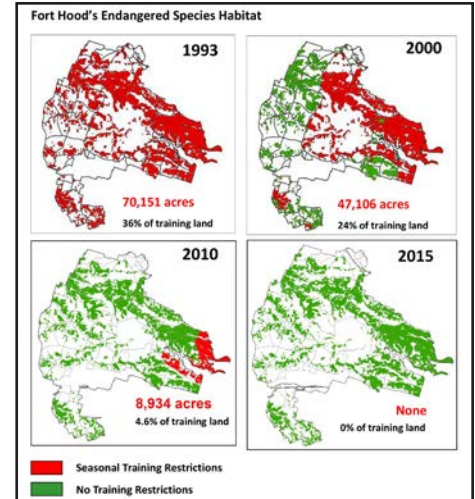 Fort Hood's Endangered Species Habitat
1993
70,151 acres
36% of training land
2000
47,106 acres
24% of training land
2010
8,934 acres
4.6% of training land
2015
None
0% of training land
Seasonal Training Restrictions
No Training Restrictions